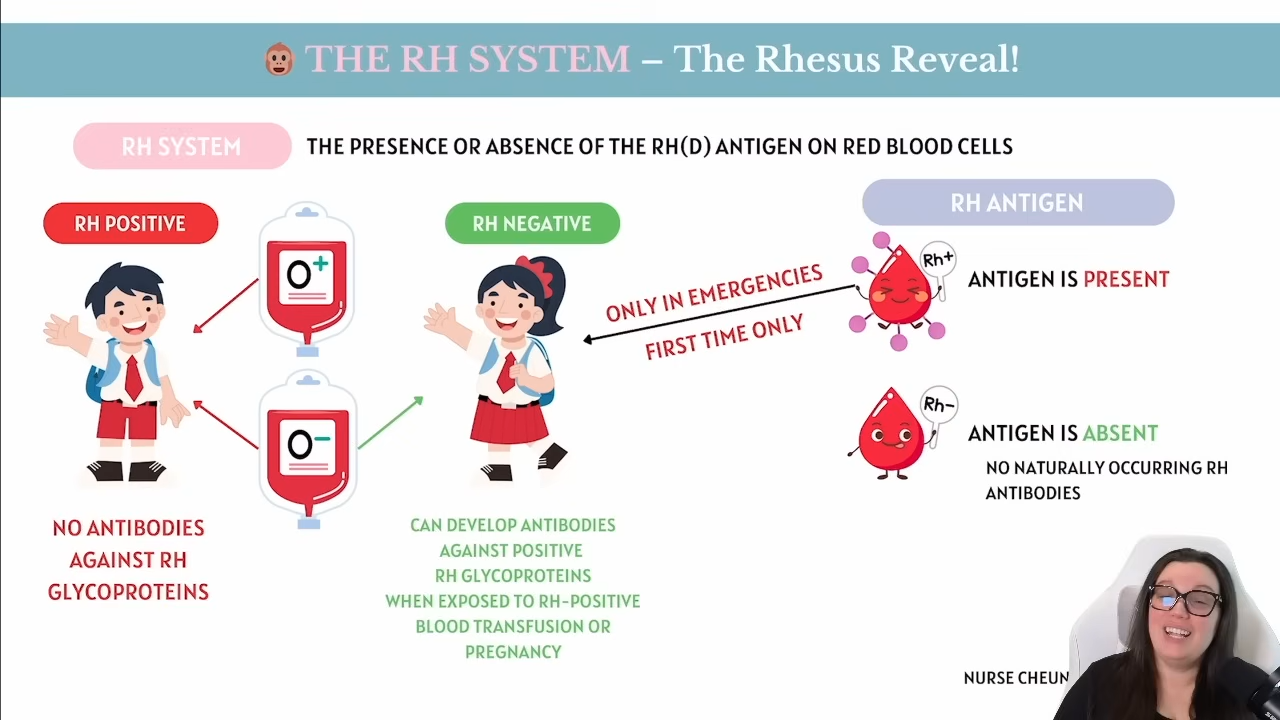 THE RH SYSTEM – The Rhesus Reveal!
RH SYSTEM
THE PRESENCE OR ABSENCE OF THE RH(D) ANTIGEN ON RED BLOOD CELLS
RH POSITIVE
O+
O−
NO ANTIBODIES
AGAINST RH
GLYCOPROTEINS
RH NEGATIVE
CAN DEVELOP ANTIBODIES
AGAINST POSITIVE
RH GLYCOPROTEINS
WHEN EXPOSED TO RH-POSITIVE
BLOOD TRANSFUSION OR
PREGNANCY
ONLY IN EMERGENCIES
FIRST TIME ONLY
RH ANTIGEN
Rh+
ANTIGEN IS PRESENT
Rh−
ANTIGEN IS ABSENT
NO NATURALLY OCCURRING RH
ANTIBODIES
NURSE CHEUN